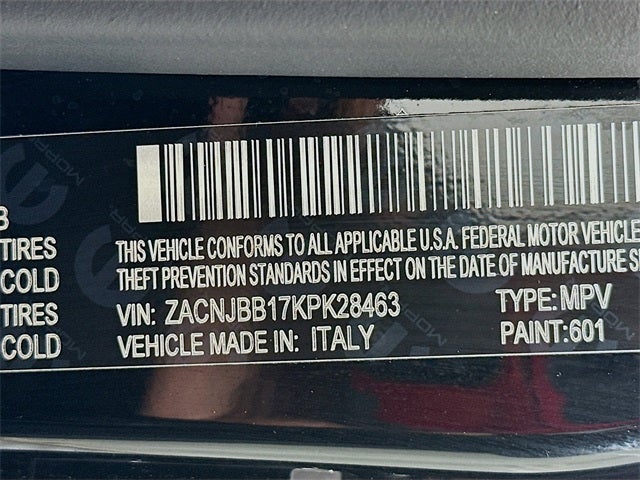 B
TIRES
COLD
TIRES
COLD
THIS VEHICLE CONFORMS TO ALL APPLICABLE U.S.A. FEDERAL MOTOR VEHICLE
THEFT PREVENTION STANDARDS IN EFFECT ON THE DATE OF MANUFACTURE
VIN: ZACNJBB17KPK28463 TYPE: MPV
VEHICLE MADE IN: ITALY PAINT:601
MOPAR